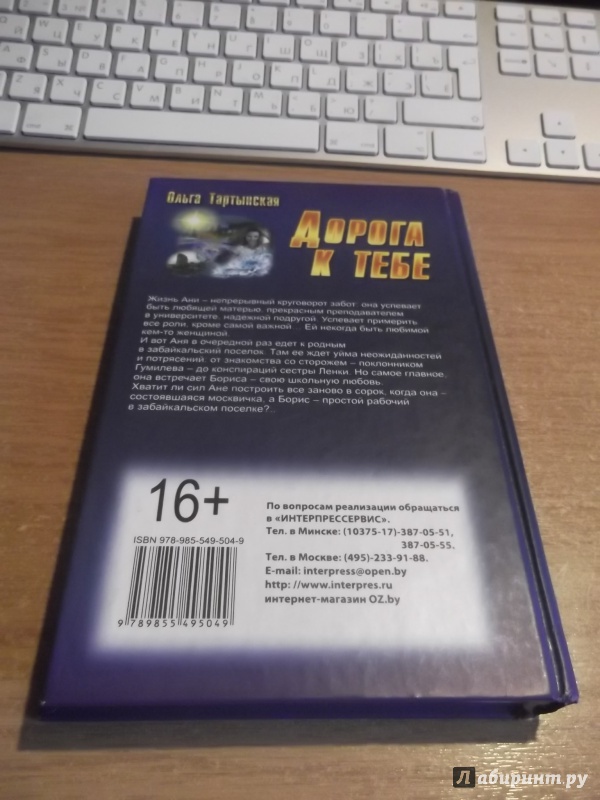 Ольга Тартынская
Дорога
к тебе
Жизнь Ани – непрерывный круговорот забот: она успевает
быть любящей матерью, прекрасным преподавателем
в университете, надежной подругой. Успевает примерить
все роли, кроме самой важной... Ей некогда быть любимой
кем-то женщиной.
И вот Аня в очередной раз едет к родным
в забайкальский поселок. Там ее ждет уйма неожиданностей
и потрясений: от знакомства со сторожем – поклонником
Гумилева – до конспираций сестры Ленки. Но самое главное,
она встречает Бориса – свою школьную любовь.
Хватит ли сил Ане построить все заново в сорок, когда она –
состоявшаяся москвичка, а Борис – простой рабочий
в забайкальском поселке?..
16+
ISBN 978-985-549-504-9
9 789855 495049
По вопросам реализации обращаться
в «ИНТЕРПРЕССЕРВИС».
Тел. в Минске: (10375-17)-387-05-51,
387-05-55.
Тел. в Москве: (495)-233-91-88.
E-mail: interpress@open.by
http://www.interpres.ru
интернет-магазин OZ.by
Лабиринт.ру